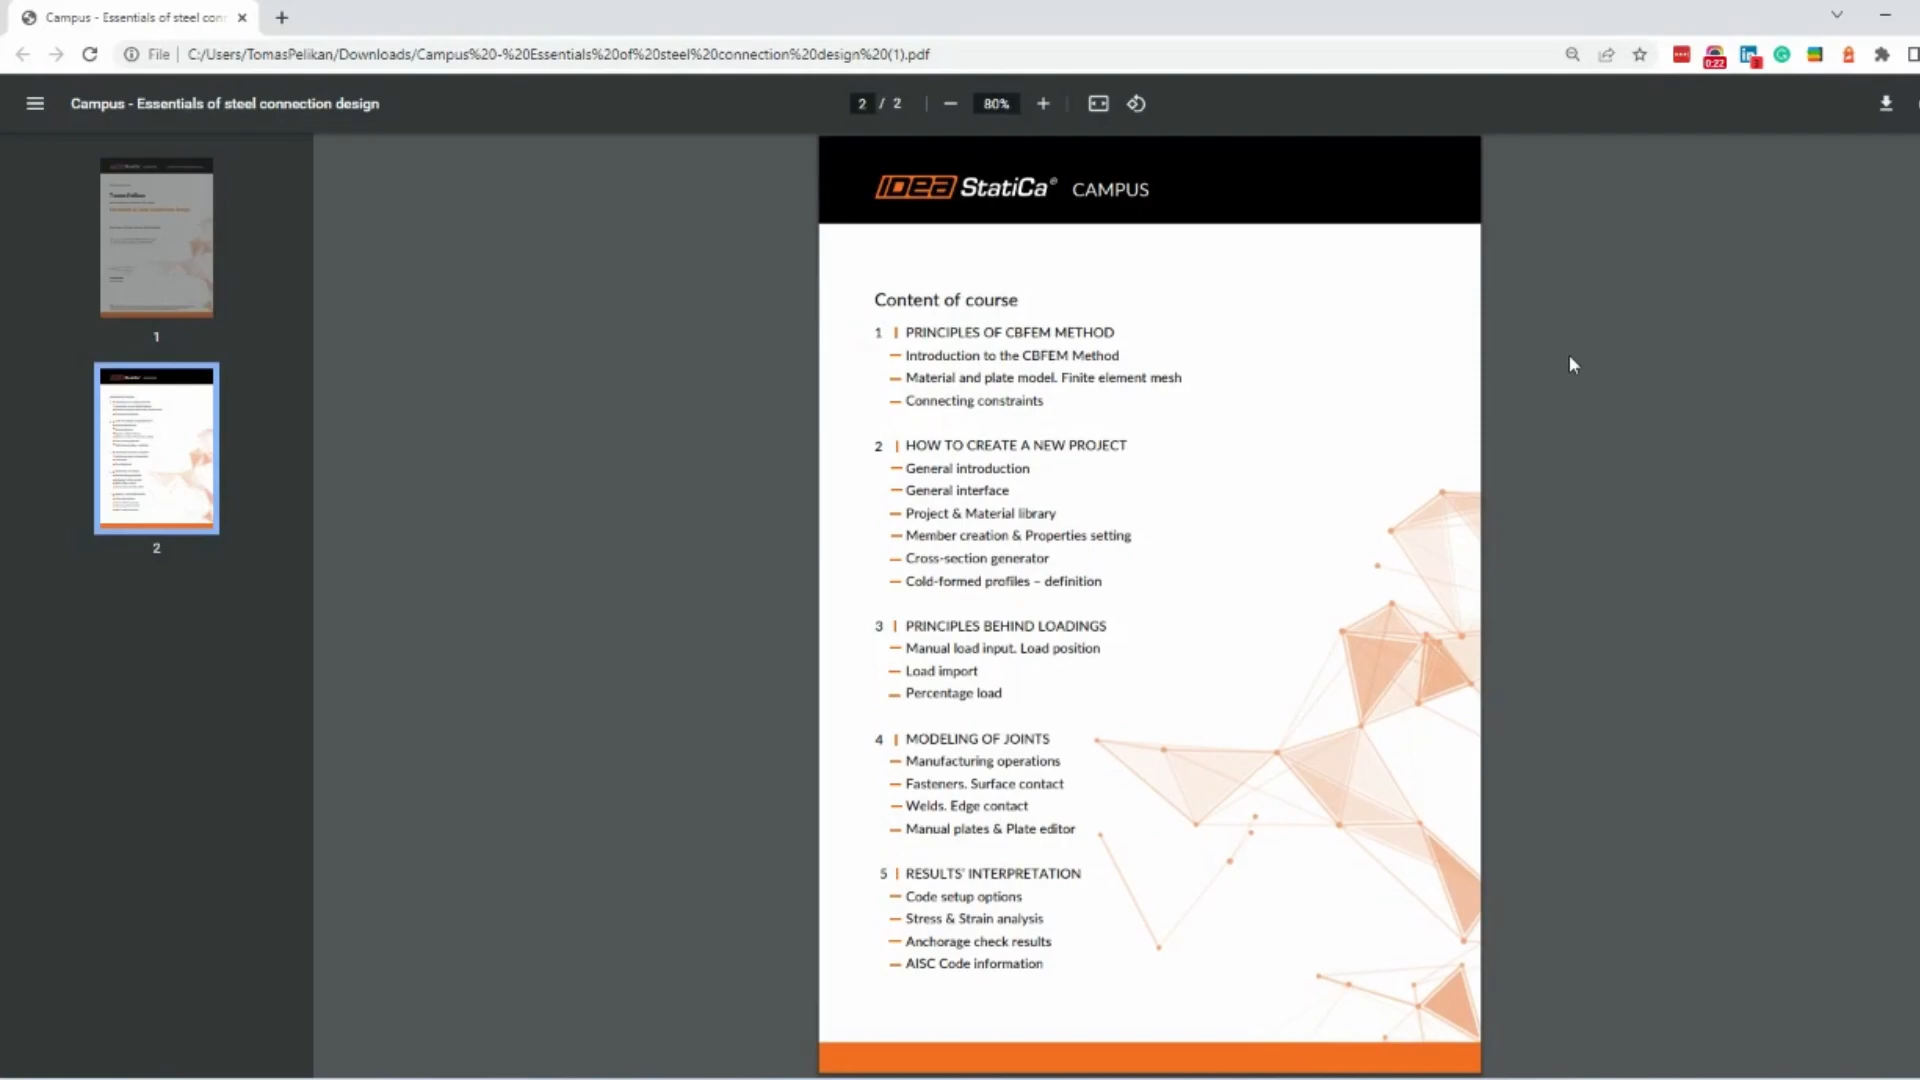 Campus - Essentials of steel con
File
C:/Users/TomasPelikan/Downloads/Campus%20-%20Essentials%20of%20steel%20connection%20design%20(1).pdf
0:22
Campus - Essentials of steel connection design
2 / 2
80%
1
2
IDEA StatiCa® CAMPUS
Content of course
1 | PRINCIPLES OF CBFEM METHOD
— Introduction to the CBFEM Method
— Material and plate model. Finite element mesh
— Connecting constraints
2 | HOW TO CREATE A NEW PROJECT
— General introduction
— General interface
— Project & Material library
— Member creation & Properties setting
— Cross-section generator
— Cold-formed profiles – definition
3 | PRINCIPLES BEHIND LOADINGS
— Manual load input. Load position
— Load import
— Percentage load
4 | MODELING OF JOINTS
— Manufacturing operations
— Fasteners. Surface contact
— Welds. Edge contact
— Manual plates & Plate editor
5 | RESULTS' INTERPRETATION
— Code setup options
— Stress & Strain analysis
— Anchorage check results
— AISC Code information